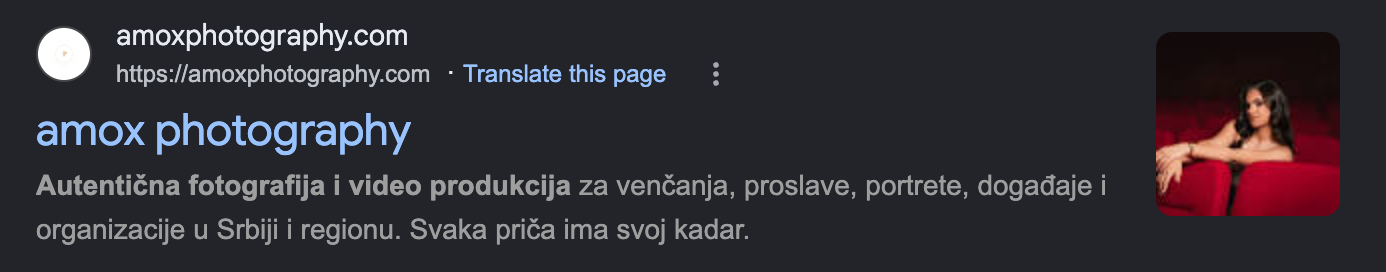 amoxphotography.com
https://amoxphotography.com · Translate this page
amox photography
Autentična fotografija i video produkcija za venčanja, proslave, portrete, događaje i
organizacije u Srbiji i regionu. Svaka priča ima svoj kadar.